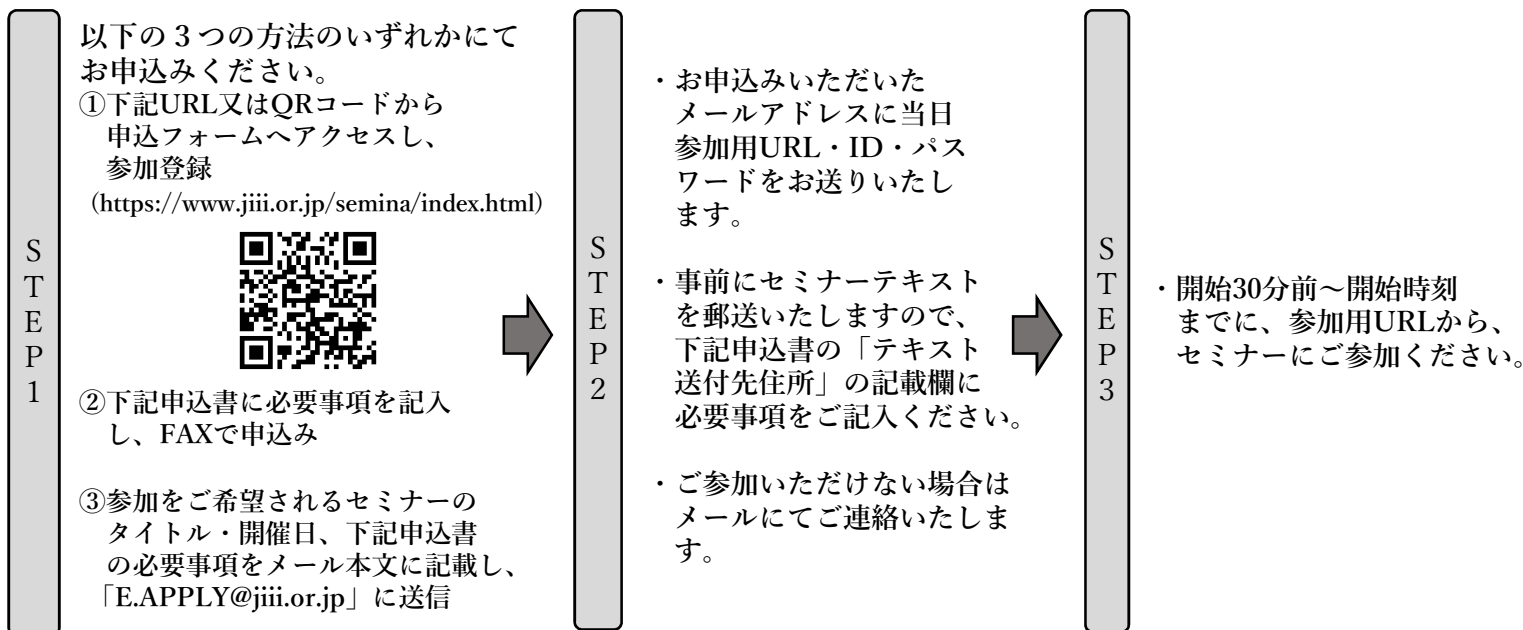 STEP1
以下の３つの方法のいずれかにて
お申込みください。
①下記URL又はQRコードから
申込フォームへアクセスし、
参加登録
（https://www.jiii.or.jp/semina/index.html）
②下記申込書に必要事項を記入
し、FAXで申込み
③参加をご希望されるセミナーの
タイトル・開催日、下記申込書
の必要事項をメール本文に記載し、
「E.APPLY@jiii.or.jp」に送信
STEP2
・お申込みいただいた
メールアドレスに当日
参加用URL・ID・パス
ワードをお送りいたし
ます。
・事前にセミナーテキスト
を郵送いたしますので、
下記申込書の「テキスト
送付先住所」の記載欄に
必要事項をご記入ください。
・ご参加いただけない場合は
メールにてご連絡いたしま
す。
STEP3
・開始30分前～開始時刻
までに、参加用URLから、
セミナーにご参加ください。